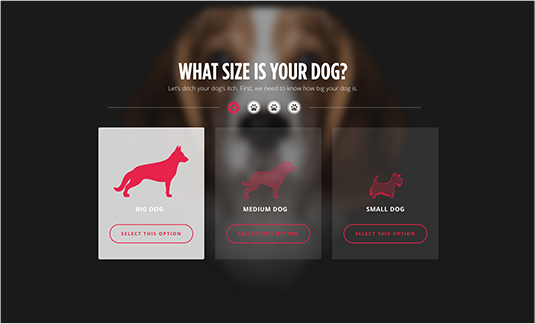 WHAT SIZE IS YOUR DOG?
Let's ditch your dog's itch. First, we need to know how big your dog is.
BIG DOG
MEDIUM DOG
SMALL DOG
SELECT THIS OPTION
SELECT THIS OPTION
SELECT THIS OPTION